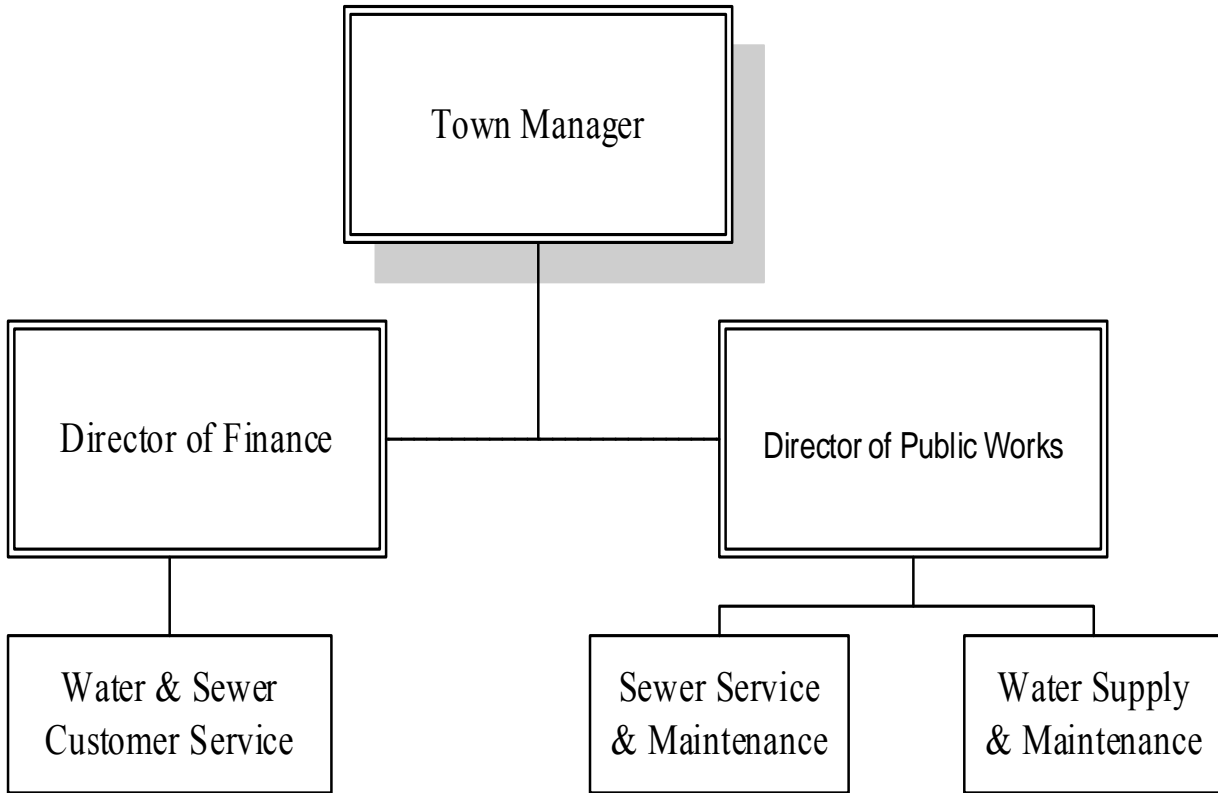 Town Manager
Director of Finance
Director of Public Works
Water & Sewer
Customer Service
Sewer Service
& Maintenance
Water Supply
& Maintenance